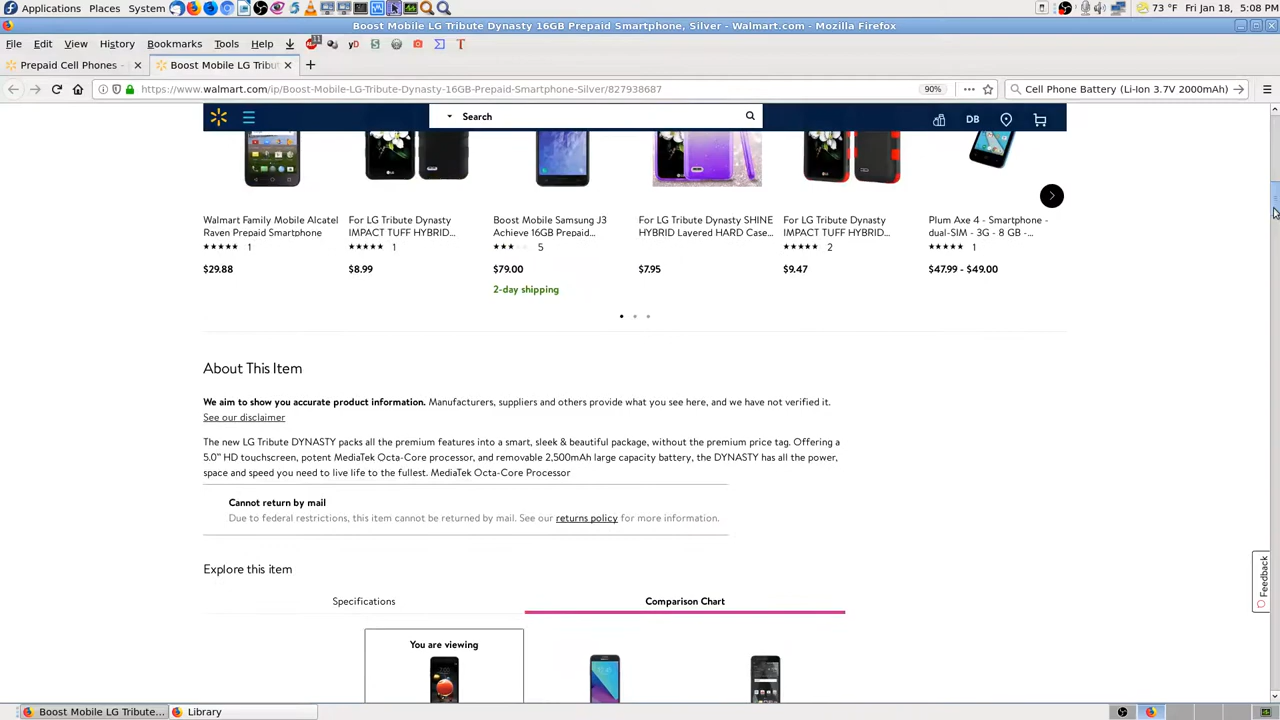 Applications Places System 73 °F Fri Jan 18, 5:08 PM
Boost Mobile LG Tribute Dynasty 16GB Prepaid Smartphone, Silver - Walmart.com - Mozilla Firefox
File Edit View History Bookmarks Tools Help 11 yD S T
Prepaid Cell Phones - × Boost Mobile LG Tribut × +
https://www.walmart.com/ip/Boost-Mobile-LG-Tribute-Dynasty-16GB-Prepaid-Smartphone-Silver/827938687 90% Cell Phone Battery (Li-Ion 3.7V 2000mAh)
Search DB
Walmart Family Mobile Alcatel
Raven Prepaid Smartphone
1
$29.88
For LG Tribute Dynasty
IMPACT TUFF HYBRID...
1
$8.99
Boost Mobile Samsung J3
Achieve 16GB Prepaid...
5
$79.00
2-day shipping
For LG Tribute Dynasty SHINE
HYBRID Layered HARD Case...
$7.95
For LG Tribute Dynasty
IMPACT TUFF HYBRID...
2
$9.47
Plum Axe 4 - Smartphone -
dual-SIM - 3G - 8 GB -...
1
$47.99 - $49.00
About This Item
We aim to show you accurate product information. Manufacturers, suppliers and others provide what you see here, and we have not verified it.
See our disclaimer
The new LG Tribute DYNASTY packs all the premium features into a smart, sleek & beautiful package, without the premium price tag. Offering a
5.0" HD touchscreen, potent MediaTek Octa-Core processor, and removable 2,500mAh large capacity battery, the DYNASTY has all the power,
space and speed you need to live life to the fullest. MediaTek Octa-Core Processor
Cannot return by mail
Due to federal restrictions, this item cannot be returned by mail. See our returns policy for more information.
Explore this item
Specifications Comparison Chart
You are viewing
Feedback
Boost Mobile LG Tribute... Library